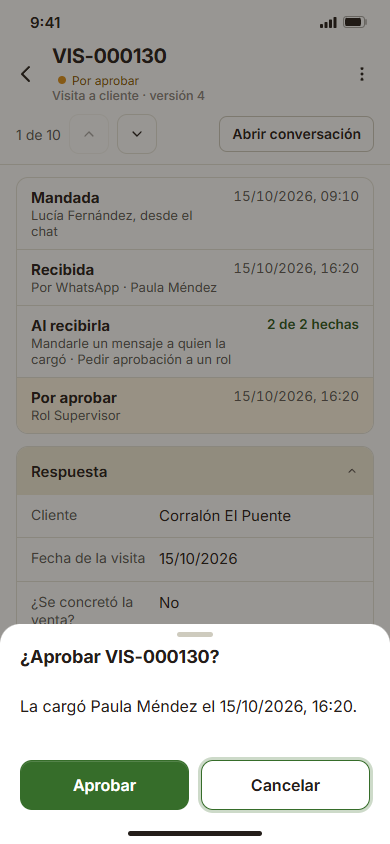 9:41
VIS-000130
Por aprobar
Visita a cliente · versión 4
1 de 10
Abrir conversación
Mandada
15/10/2026, 09:10
Lucía Fernández, desde el
chat
Recibida
15/10/2026, 16:20
Por WhatsApp · Paula Méndez
Al recibirla
2 de 2 hechas
Mandarle un mensaje a quien la
cargó · Pedir aprobación a un rol
Por aprobar
15/10/2026, 16:20
Rol Supervisor
Respuesta
Cliente
Corralón El Puente
Fecha de la visita
15/10/2026
¿Se concretó la
venta?
No
¿Aprobar VIS-000130?
La cargó Paula Méndez el 15/10/2026, 16:20.
Aprobar
Cancelar